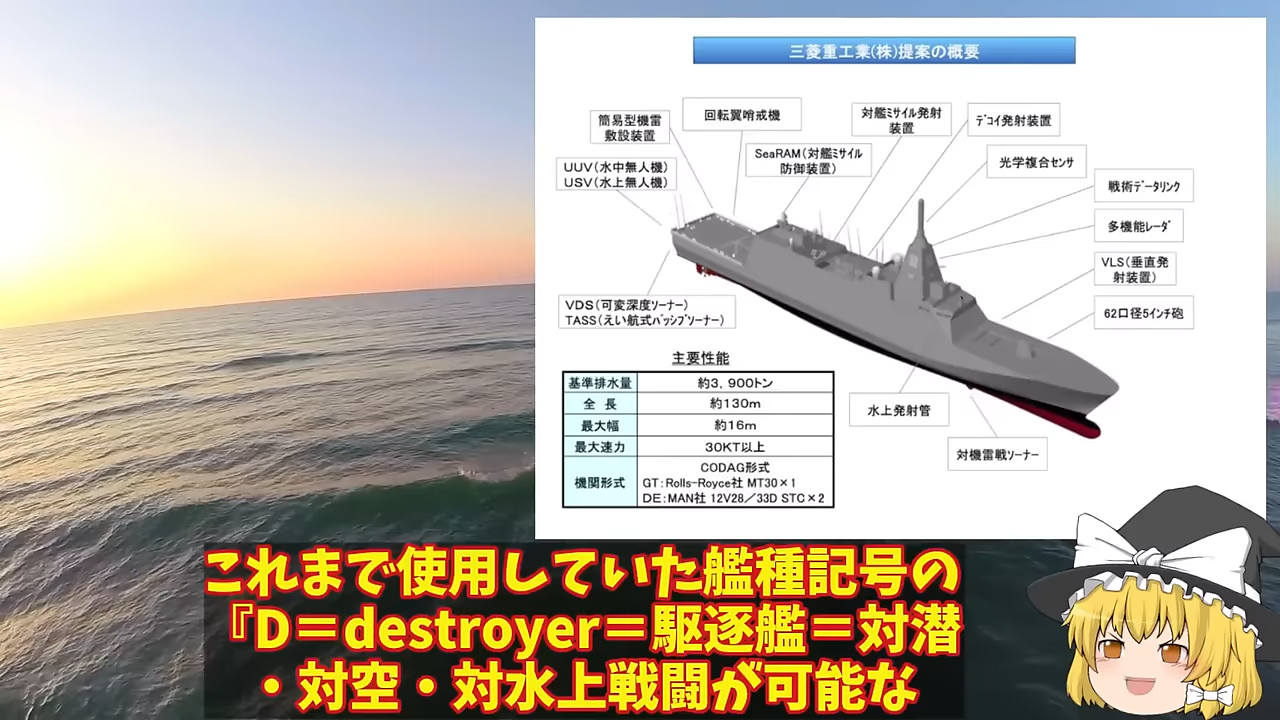 三菱重工業(株)提案の概要
簡易型機雷
敷設装置
回転翼哨戒機
対艦ミサイル発射
装置
デコイ発射装置
UUV(水中無人機)
USV(水上無人機)
SeaRAM(対艦ミサイル
防御装置)
光学複合センサ
戦術データリンク
多機能レーダ
VLS(垂直発
射装置)
62口径5インチ砲
VDS(可変深度ソーナー)
TASS(えい航式パッシブソーナー)
水上発射管
対機雷戦ソーナー
主要性能
基準排水量 約3,900トン
全 長 約130m
最大幅 約16m
最大速力 30KT以上
機関形式 CODAG形式
GT:Rolls-Royce社 MT30×1
DE:MAN社 12V28/33D STC×2
これまで使用していた艦種記号の
『D=destroyer=駆逐艦=対潜
・対空・対水上戦闘が可能な